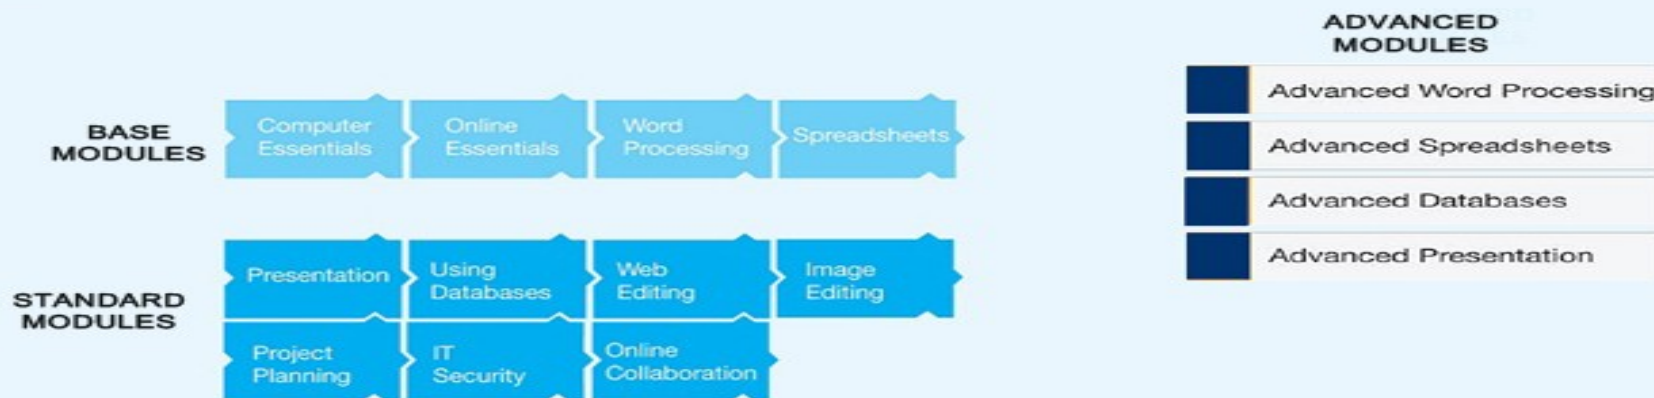 BASE
MODULES
Computer
Essentials
Online
Essentials
Word
Processing
Spreadsheets
STANDARD
MODULES
Presentation
Using
Databases
Web
Editing
Image
Editing
Project
Planning
IT
Security
Online
Collaboration
ADVANCED
MODULES
Advanced Word Processing
Advanced Spreadsheets
Advanced Databases
Advanced Presentation